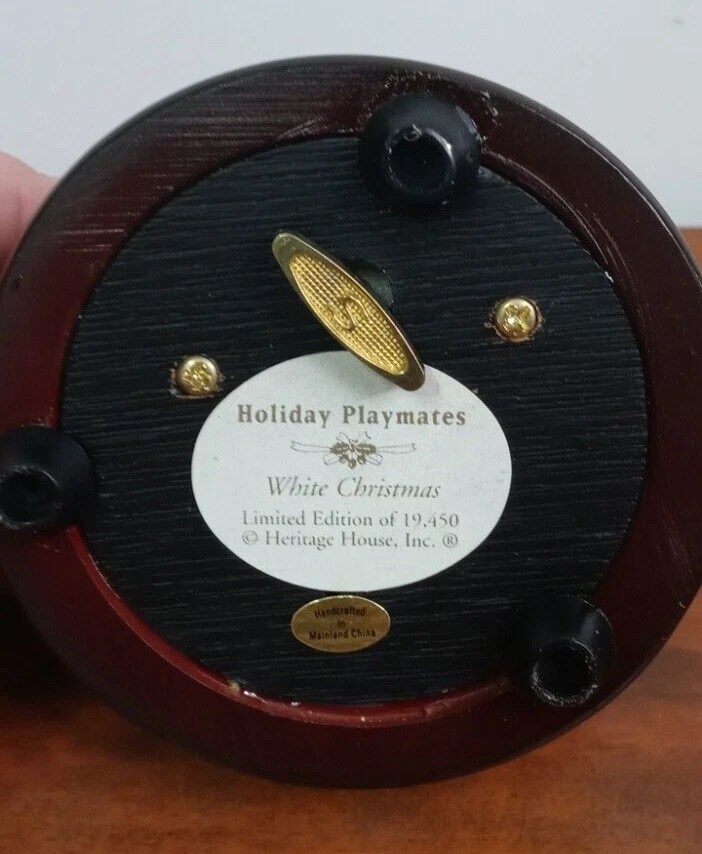 Holiday Playmates
White Christmas
Limited Edition of 19,450
© Heritage House, Inc. ®
Handcrafted
in
Mainland China